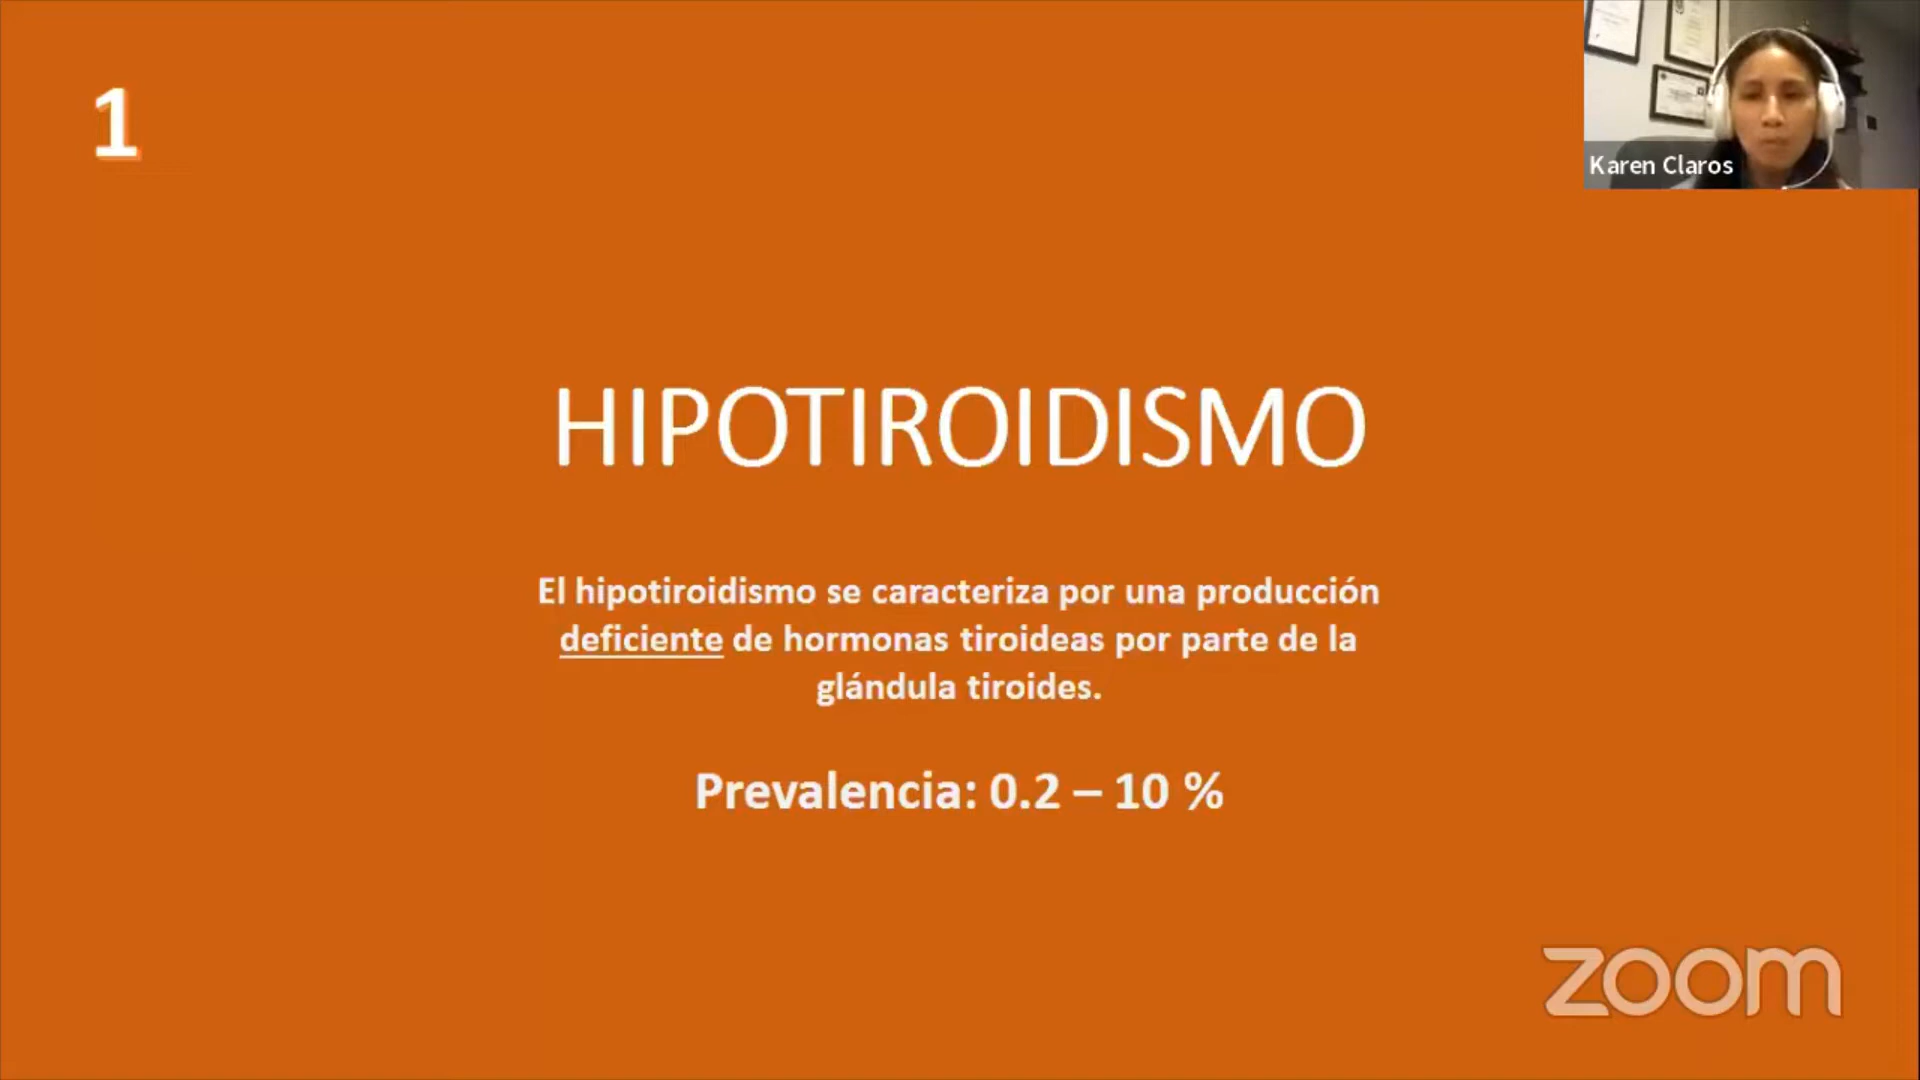 1
Karen Claros
HIPOTIROIDISMO
El hipotiroidismo se caracteriza por una producción
deficiente de hormonas tiroideas por parte de la
glándula tiroides.
Prevalencia: 0.2 – 10 %
zoom